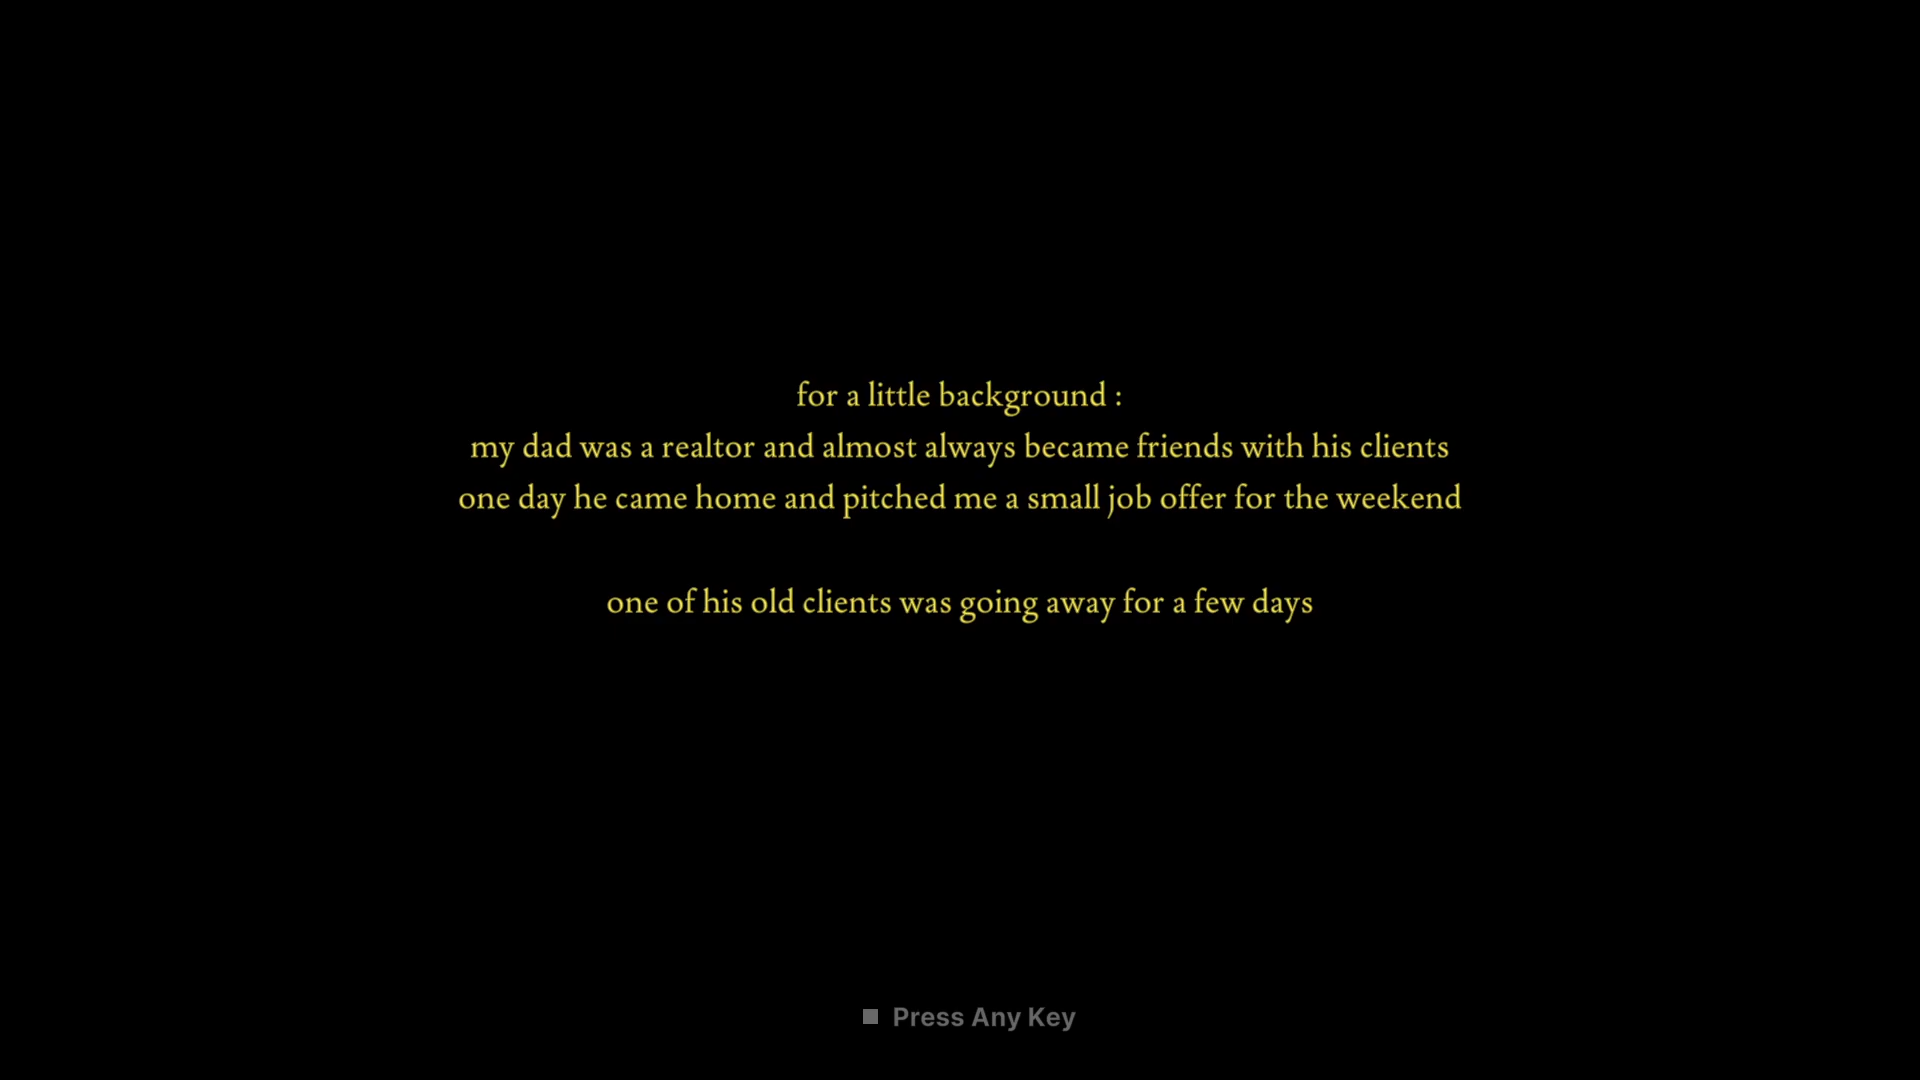 for a little background :
my dad was a realtor and almost always became friends with his clients
one day he came home and pitched me a small job offer for the weekend
one of his old clients was going away for a few days
Press Any Key